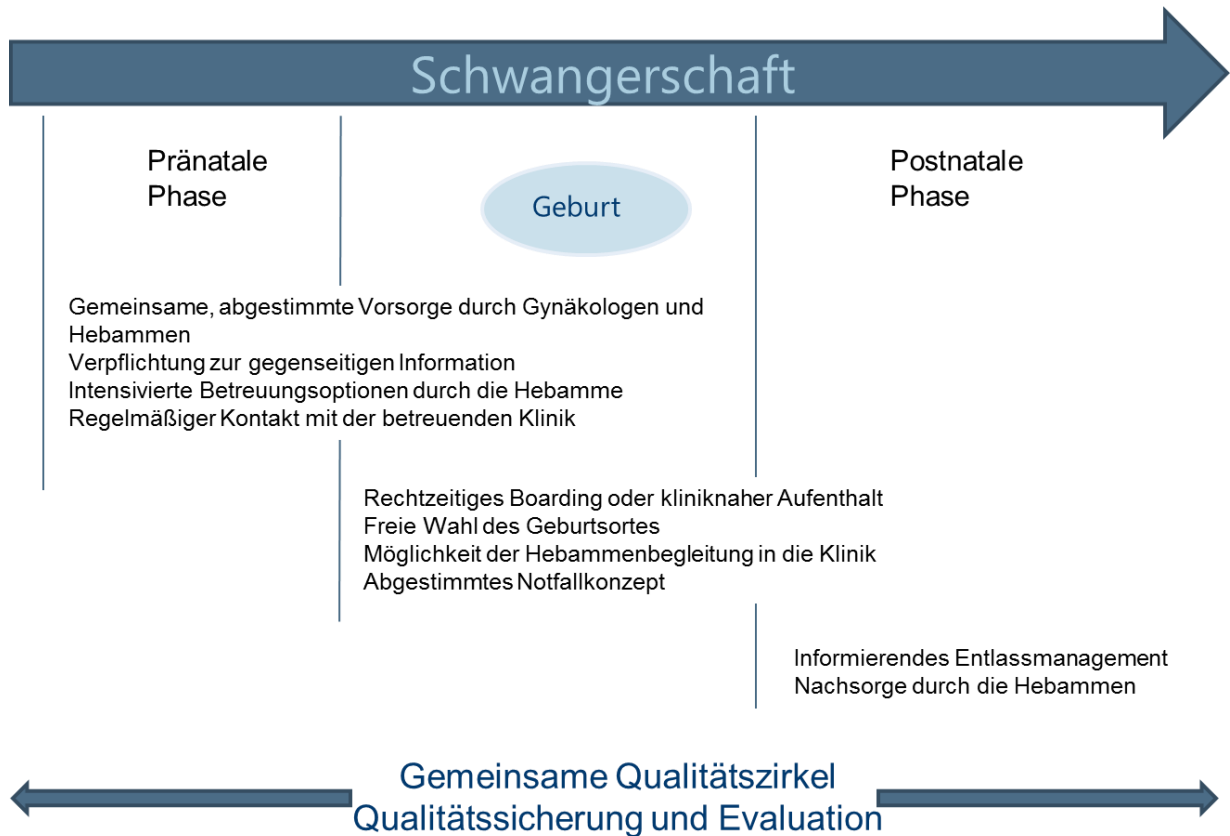 Schwangerschaft
Pränatale
Phase
Geburt
Postnatale
Phase
Gemeinsame, abgestimmte Vorsorge durch Gynäkologen und
Hebammen
Verpflichtung zur gegenseitigen Information
Intensivierte Betreuungsoptionen durch die Hebamme
Regelmäßiger Kontakt mit der betreuenden Klinik
Rechtzeitiges Boarding oder kliniknaher Aufenthalt
Freie Wahl des Geburtsortes
Möglichkeit der Hebammenbegleitung in die Klinik
Abgestimmtes Notfallkonzept
Informierendes Entlassmanagement
Nachsorge durch die Hebammen
Gemeinsame Qualitätszirkel
Qualitätssicherung und Evaluation